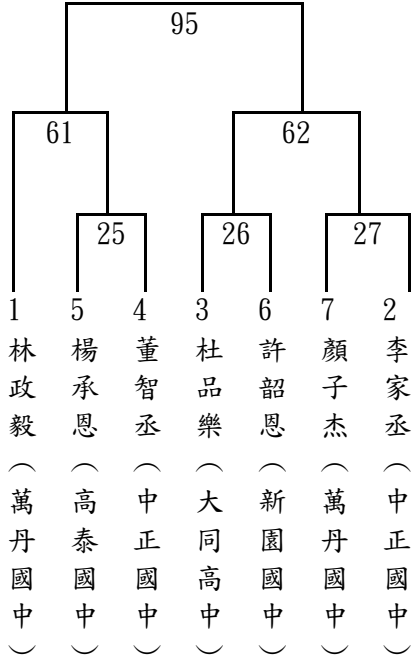 95
61 62
25 26 27
1 5 4 3 6 7 2
林政毅（萬丹國中）
楊承恩（高泰國中）
董智丞（中正國中）
杜品樂（大同高中）
許韶恩（新園國中）
顏子杰（萬丹國中）
李家丞（中正國中）